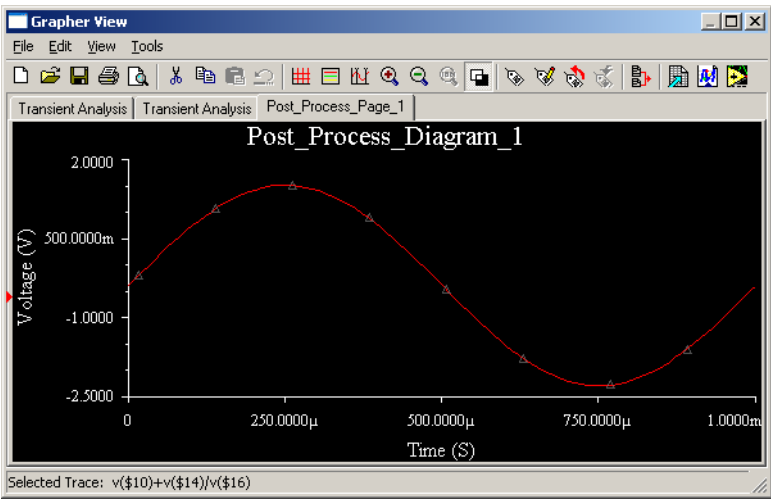 Grapher View
File Edit View Tools
Transient Analysis Transient Analysis Post_Process_Page_1
Post_Process_Diagram_1
2.0000
500.0000m
-1.0000
-2.5000
Voltage (V)
0 250.0000µ 500.0000µ 750.0000µ 1.0000m
Time (S)
Selected Trace: v($10)+v($14)/v($16)